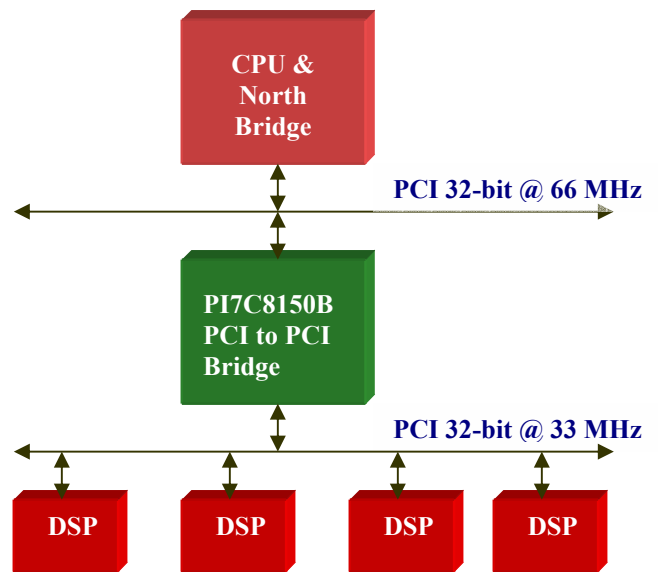 CPU &
North
Bridge
PCI 32-bit @ 66 MHz
PI7C8150B
PCI to PCI
Bridge
PCI 32-bit @ 33 MHz
DSP
DSP
DSP
DSP